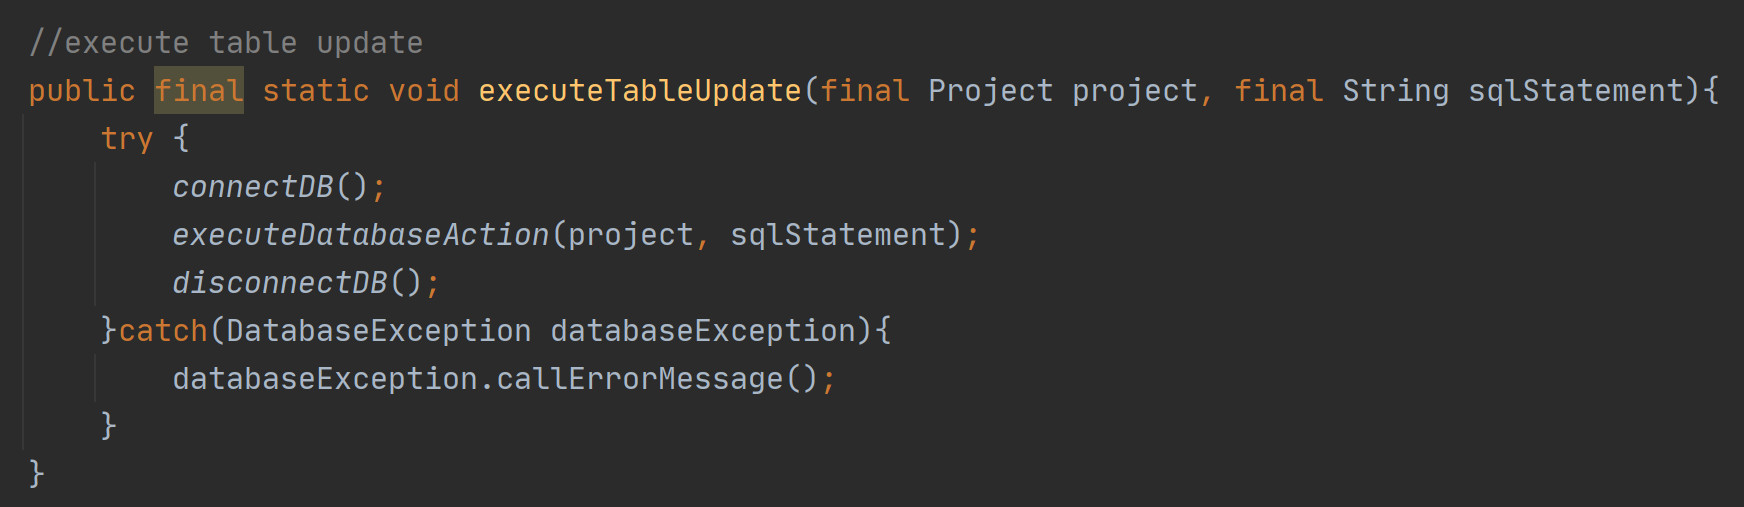 //execute table update
public final static void executeTableUpdate(final Project project, final String sqlStatement){
    try {
        connectDB();
        executeDatabaseAction(project, sqlStatement);
        disconnectDB();
    }catch(DatabaseException databaseException){
        databaseException.callErrorMessage();
    }
}